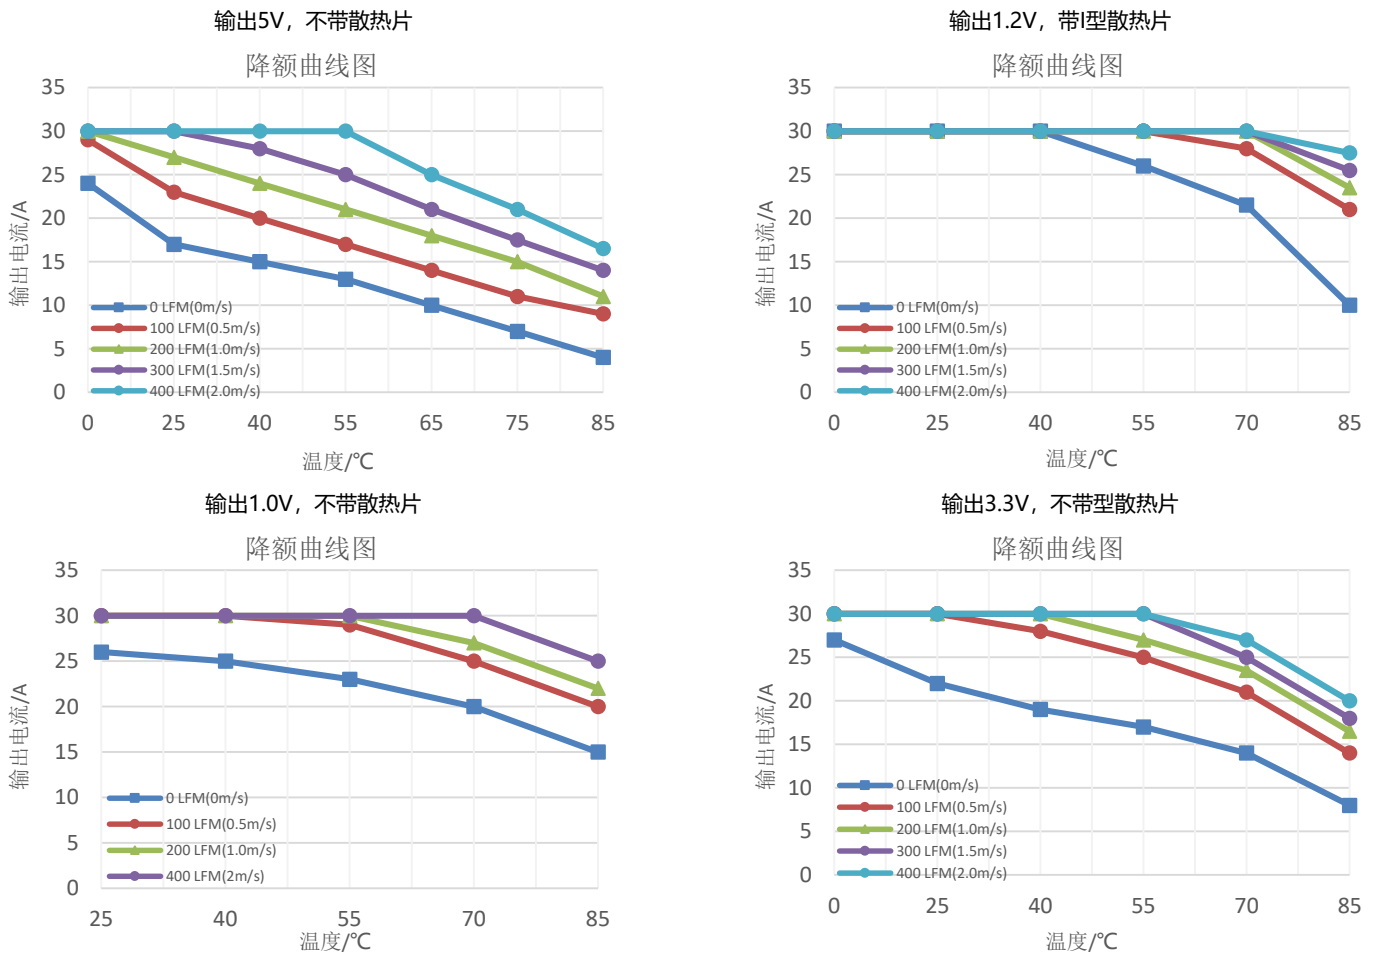 输出5V，不带散热片
降额曲线图
35
30
25
20
15
10
5
0
输出电流/A
0 LFM(0m/s)
100 LFM(0.5m/s)
200 LFM(1.0m/s)
300 LFM(1.5m/s)
400 LFM(2.0m/s)
0 25 40 55 65 75 85
温度/℃
输出1.2V，带I型散热片
降额曲线图
35
30
25
20
15
10
5
0
输出电流/A
0 LFM(0m/s)
100 LFM(0.5m/s)
200 LFM(1.0m/s)
300 LFM(1.5m/s)
400 LFM(2.0m/s)
0 25 40 55 70 85
温度/℃
输出1.0V，不带散热片
降额曲线图
35
30
25
20
15
10
5
0
输出电流/A
0 LFM(0m/s)
100 LFM(0.5m/s)
200 LFM(1.0m/s)
400 LFM(2m/s)
25 40 55 70 85
温度/℃
输出3.3V，不带型散热片
降额曲线图
35
30
25
20
15
10
5
0
输出电流/A
0 LFM(0m/s)
100 LFM(0.5m/s)
200 LFM(1.0m/s)
300 LFM(1.5m/s)
400 LFM(2.0m/s)
0 25 40 55 70 85
温度/℃